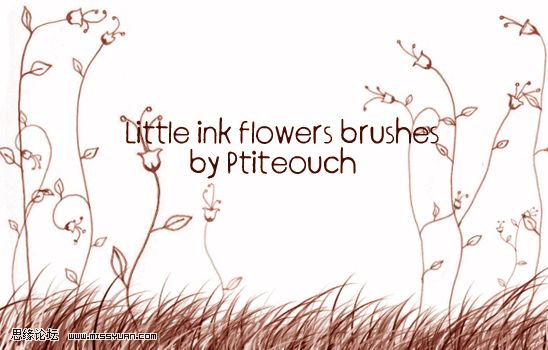 Little ink flowers brushes
by Ptiteouch
思缘论坛 www.missyuan.com